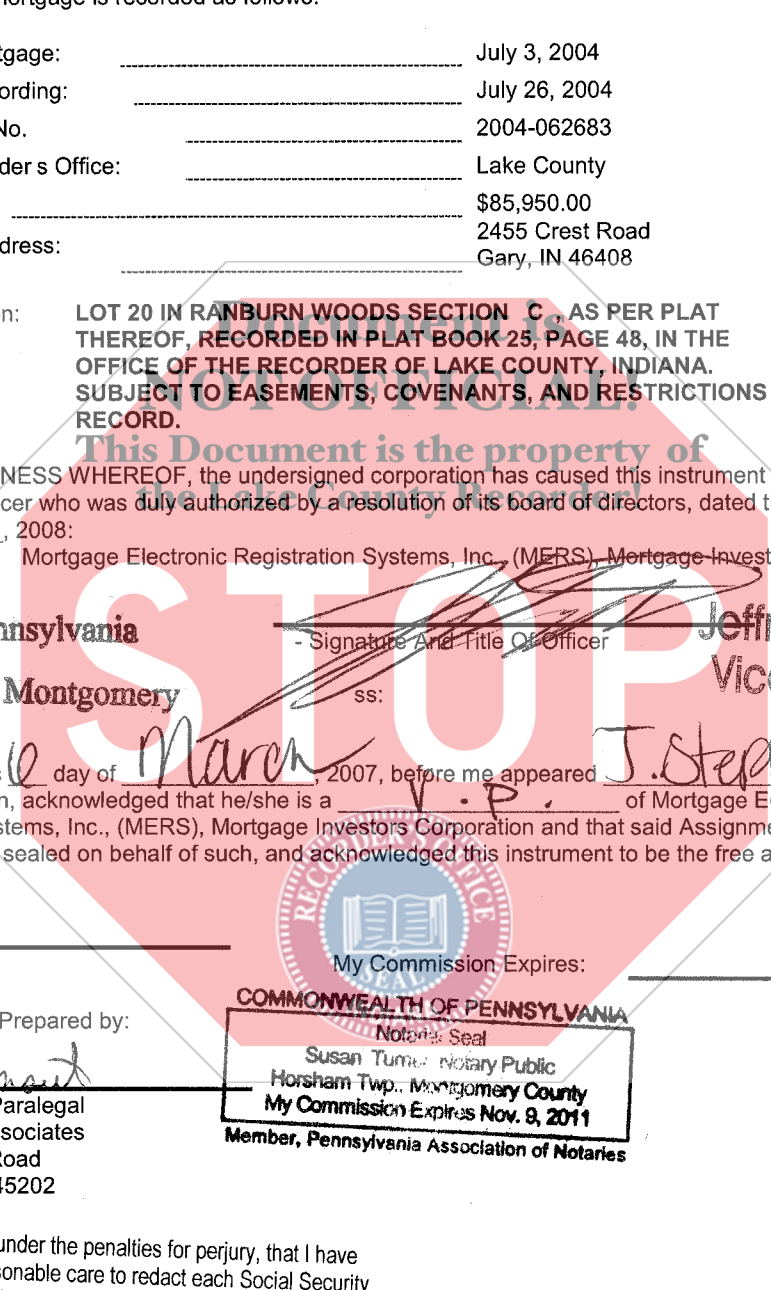 mortgage is recorded as follows:
tgage: July 3, 2004
ording: July 26, 2004
No. 2004-062683
der s Office: Lake County
$85,950.00
dress: 2455 Crest Road
Gary, IN 46408
n: LOT 20 IN RANBURN WOODS SECTION C , AS PER PLAT
THEREOF, RECORDED IN PLAT BOOK 25, PAGE 48, IN THE
OFFICE OF THE RECORDER OF LAKE COUNTY, INDIANA.
SUBJECT TO EASEMENTS, COVENANTS, AND RESTRICTIONS
RECORD.
Document is
NOT OFFICIAL!
This Document is the property of
the Lake County Recorder!
STOP
NESS WHEREOF, the undersigned corporation has caused this instrument
cer who was duly authorized by a resolution of its board of directors, dated t
, 2008:
Mortgage Electronic Registration Systems, Inc., (MERS), Mortgage Invest
nnsylvania
- Signature And Title Of Officer
Jeffr
Vice
Montgomery ss:
day of March, 2007, before me appeared J. Step
n, acknowledged that he/she is a V.P. of Mortgage E
stems, Inc., (MERS), Mortgage Investors Corporation and that said Assignme
sealed on behalf of such, and acknowledged this instrument to be the free a
RECORDER'S OFFICE
SEAL
My Commission Expires:
Prepared by:
Paralegal
sociates
Road
45202
COMMONWEALTH OF PENNSYLVANIA
Notarial Seal
Susan Notary Public
Horsham Twp., Montgomery County
My Commission Expires Nov. 9, 2011
Member, Pennsylvania Association of Notaries
under the penalties for perjury, that I have
sonable care to redact each Social Security